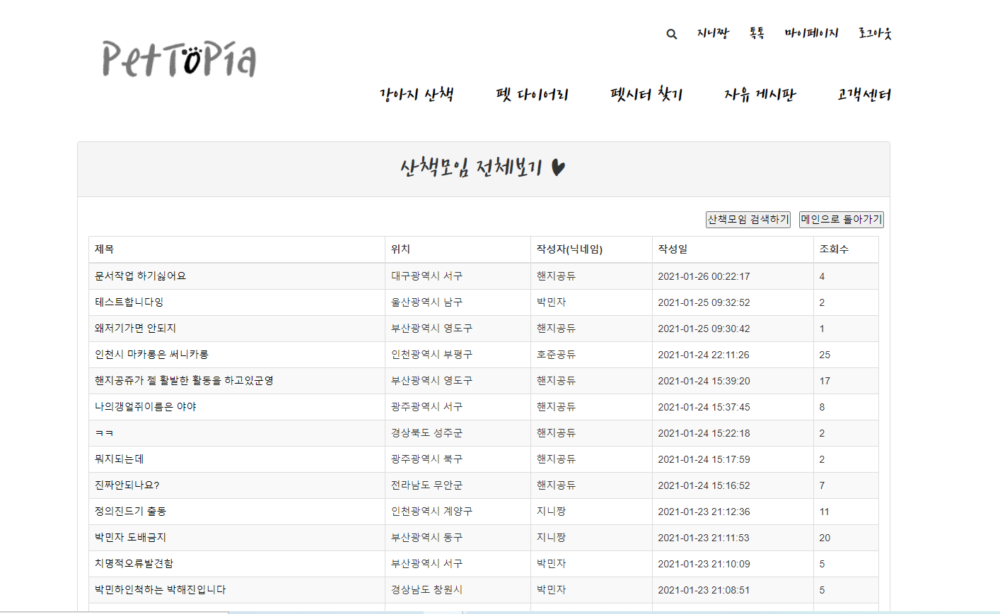 지니짱 톡톡 마이페이지 로그아웃
PetToPia
강아지 산책 펫 다이어리 펫시터 찾기 자유 게시판 고객센터
산책모임 전체보기 ♥
산책모임 검색하기 메인으로 돌아가기
제목 위치 작성자(닉네임) 작성일 조회수
문서작업 하기싫어요 대구광역시 서구 핸지공듀 2021-01-26 00:22:17 4
테스트합니다잉 울산광역시 남구 박민자 2021-01-25 09:32:52 2
왜저기가면 안되지 부산광역시 영도구 핸지공듀 2021-01-25 09:30:42 1
인천시 마카롱은 써니카롱 인천광역시 부평구 호준공듀 2021-01-24 22:11:26 25
핸지공쥬가 젤 활발한 활동을 하고있군영 부산광역시 영도구 핸지공듀 2021-01-24 15:39:20 17
나의갱얼쥐이름은 야야 광주광역시 서구 핸지공듀 2021-01-24 15:37:45 8
ㅋㅋ 경상북도 성주군 핸지공듀 2021-01-24 15:22:18 2
뭐지되는데 광주광역시 북구 핸지공듀 2021-01-24 15:17:59 2
진짜안되나요? 전라남도 무안군 핸지공듀 2021-01-24 15:16:52 7
정의진드기 출동 인천광역시 계양구 지니짱 2021-01-23 21:12:36 11
박민자 도배금지 부산광역시 동구 지니짱 2021-01-23 21:11:53 20
치명적오류발견함 부산광역시 서구 박민자 2021-01-23 21:10:09 5
박민하인척하는 박해진입니다 경상남도 창원시 박민자 2021-01-23 21:08:51 5